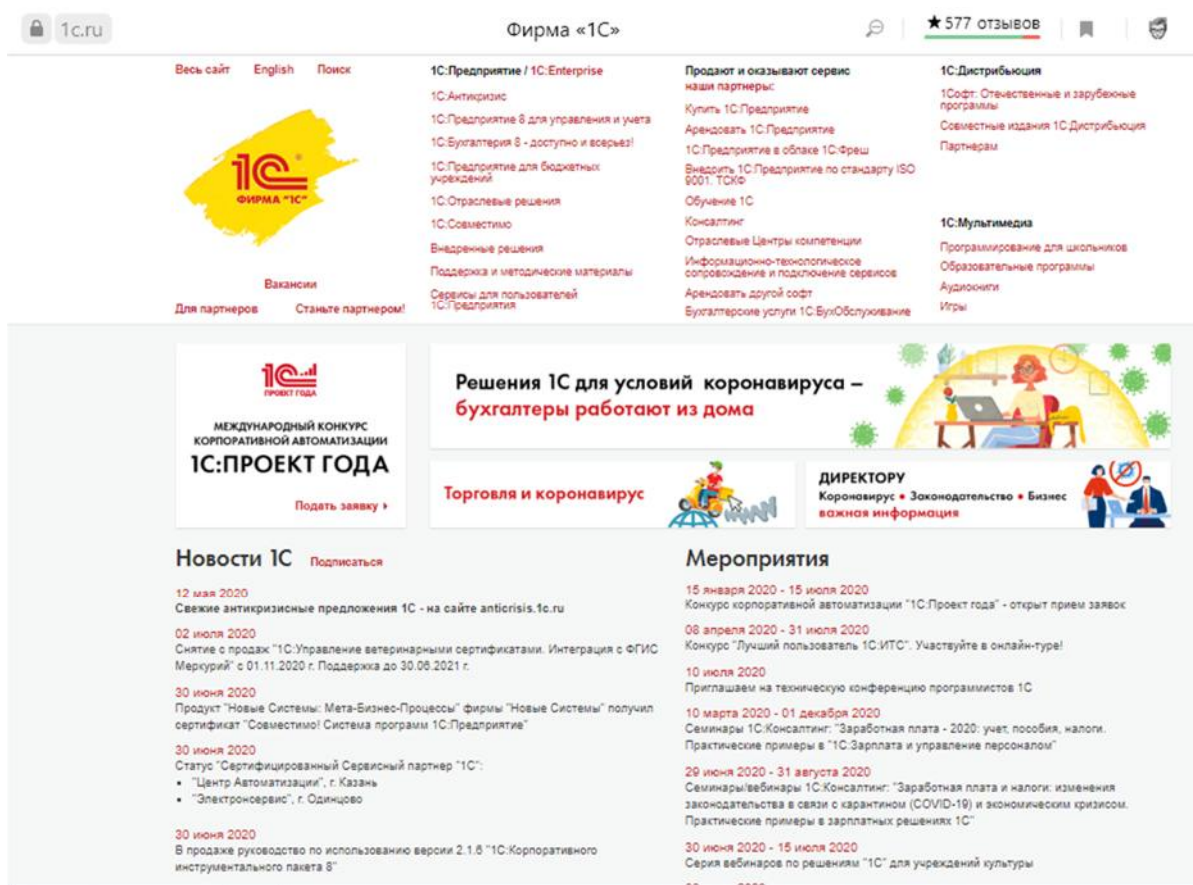 1c.ru
Фирма «1С»
★ 577 отзывов
Весь сайт English Поиск
1С
ФИРМА "1С"
Вакансии
Для партнеров Станьте партнером!
1С:Предприятие / 1C:Enterprise
1С:Антикризис
1С:Предприятие 8 для управления и учета
1С:Бухгалтерия 8 - доступно и всерьез!
1С:Предприятие для бюджетных
учреждений
1С:Отраслевые решения
1С:Совместимо
Внедренные решения
Поддержка и методические материалы
Сервисы для пользователей
1С:Предприятия
Продают и оказывают сервис
наши партнеры:
Купить 1С:Предприятие
Арендовать 1С:Предприятие
1С:Предприятие в облаке 1С:Фреш
Внедрить 1С:Предприятие по стандарту ISO
9001. ТСКФ
Обучение 1С
Консалтинг
Отраслевые Центры компетенции
Информационно-технологическое
сопровождение и подключение сервисов
Арендовать другой софт
Бухгалтерские услуги 1С:БухОбслуживание
1С:Дистрибьюция
1Софт: Отечественные и зарубежные
программы
Совместные издания 1С:Дистрибьюция
Партнерам
1С:Мультимедиа
Программирование для школьников
Образовательные программы
Аудиокниги
Игры
1С
ПРОЕКТ ГОДА
МЕЖДУНАРОДНЫЙ КОНКУРС
КОРПОРАТИВНОЙ АВТОМАТИЗАЦИИ
1С:ПРОЕКТ ГОДА
Подать заявку
Решения 1С для условий коронавируса –
бухгалтеры работают из дома
Торговля и коронавирус
ДИРЕКТОРУ
Коронавирус • Законодательство • Бизнес
важная информация
Новости 1С Подписаться
12 мая 2020
Свежие антикризисные предложения 1С - на сайте anticrisis.1c.ru
02 июля 2020
Снятие с продаж "1С:Управление ветеринарными сертификатами. Интеграция с ФГИС
Меркурий" с 01.11.2020 г. Поддержка до 30.06.2021 г.
30 июня 2020
Продукт "Новые Системы: Мета-Бизнес-Процессы" фирмы "Новые Системы" получил
сертификат "Совместимо! Система программ 1С:Предприятие"
30 июня 2020
Статус "Сертифицированный Сервисный партнер "1С":
• "Центр Автоматизации", г. Казань
• "Электронсервис", г. Одинцово
30 июня 2020
В продаже руководство по использованию версии 2.1.6 "1С:Корпоративного
инструментального пакета 8"
Мероприятия
15 января 2020 - 15 июля 2020
Конкурс корпоративной автоматизации "1С:Проект года" - открыт прием заявок
08 апреля 2020 - 31 июля 2020
Конкурс "Лучший пользователь 1С:ИТС". Участвуйте в онлайн-туре!
10 июля 2020
Приглашаем на техническую конференцию программистов 1С
10 марта 2020 - 01 декабря 2020
Семинары 1С:Консалтинг: "Заработная плата - 2020: учет, пособия, налоги.
Практические примеры в "1С:Зарплата и управление персоналом"
29 июня 2020 - 31 августа 2020
Семинары/вебинары 1С:Консалтинг: "Заработная плата и налоги: изменения
законодательства в связи с карантином (COVID-19) и экономическим кризисом.
Практические примеры в зарплатных решениях 1С"
30 июня 2020 - 15 июля 2020
Серия вебинаров по решениям "1С" для учреждений культуры